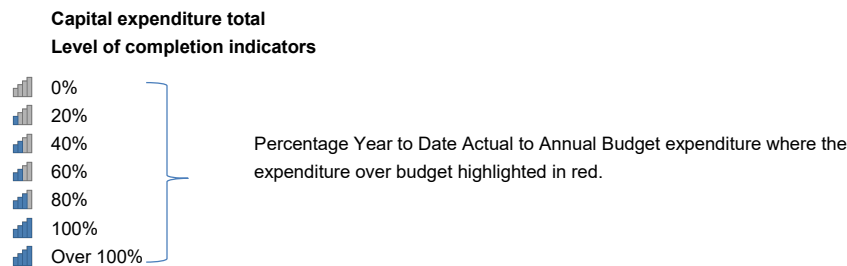 Capital expenditure total
Level of completion indicators
0%
20%
40%
60%
80%
100%
Over 100%
Percentage Year to Date Actual to Annual Budget expenditure where the
expenditure over budget highlighted in red.